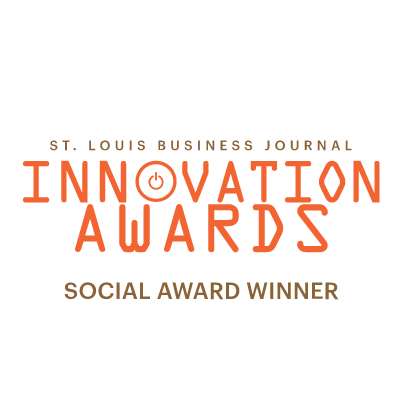 ST. LOUIS BUSINESS JOURNAL
INNOVATION
AWARDS
SOCIAL AWARD WINNER